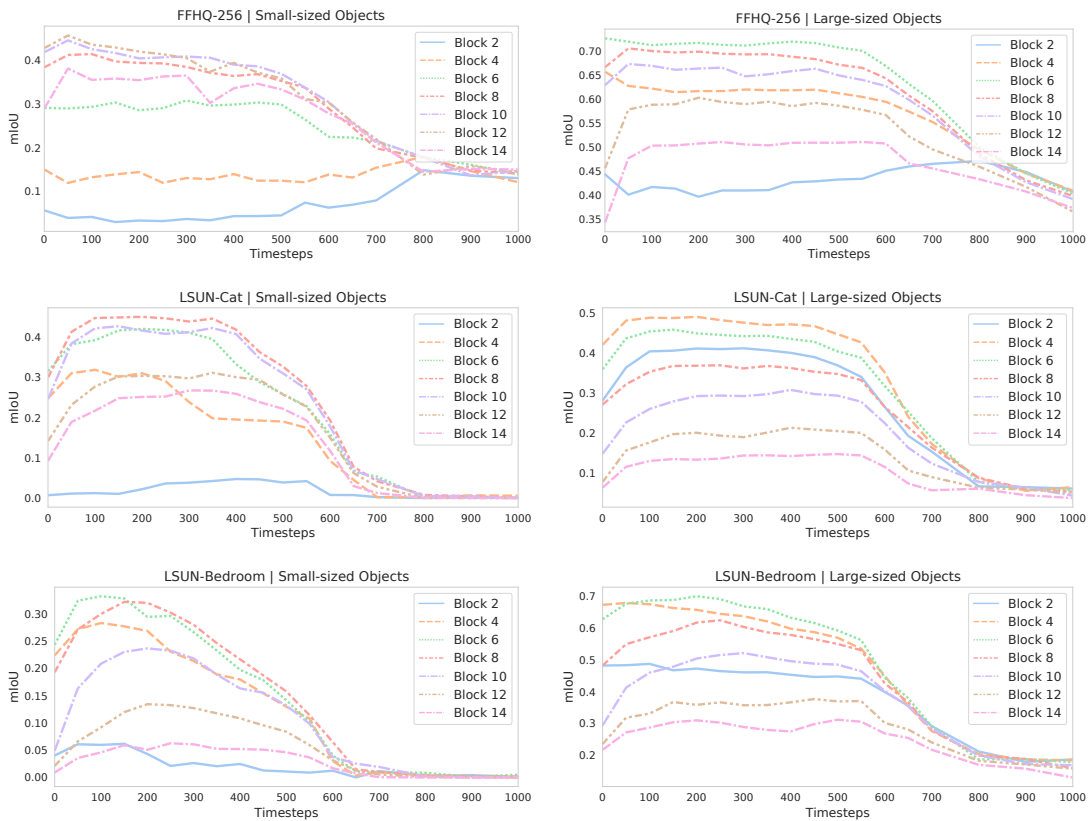 FFHQ-256 | Small-sized Objects
mIoU
0.4
0.3
0.2
0.1
0 100 200 300 400 500 600 700 800 900 1000
Timesteps
Block 2
Block 4
Block 6
Block 8
Block 10
Block 12
Block 14
FFHQ-256 | Large-sized Objects
mIoU
0.70
0.65
0.60
0.55
0.50
0.45
0.40
0.35
0 100 200 300 400 500 600 700 800 900 1000
Timesteps
Block 2
Block 4
Block 6
Block 8
Block 10
Block 12
Block 14
LSUN-Cat | Small-sized Objects
mIoU
0.4
0.3
0.2
0.1
0.0
0 100 200 300 400 500 600 700 800 900 1000
Timesteps
Block 2
Block 4
Block 6
Block 8
Block 10
Block 12
Block 14
LSUN-Cat | Large-sized Objects
mIoU
0.5
0.4
0.3
0.2
0.1
0 100 200 300 400 500 600 700 800 900 1000
Timesteps
Block 2
Block 4
Block 6
Block 8
Block 10
Block 12
Block 14
LSUN-Bedroom | Small-sized Objects
mIoU
0.30
0.25
0.20
0.15
0.10
0.05
0.00
0 100 200 300 400 500 600 700 800 900 1000
Timesteps
Block 2
Block 4
Block 6
Block 8
Block 10
Block 12
Block 14
LSUN-Bedroom | Large-sized Objects
mIoU
0.7
0.6
0.5
0.4
0.3
0.2
0 100 200 300 400 500 600 700 800 900 1000
Timesteps
Block 2
Block 4
Block 6
Block 8
Block 10
Block 12
Block 14